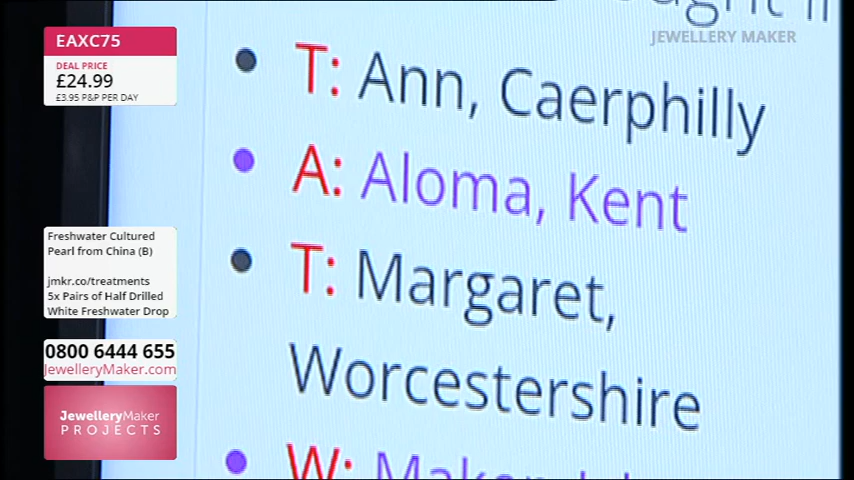 EAXC75
DEAL PRICE
£24.99
£3.95 P&P PER DAY
Freshwater Cultured
Pearl from China (B)
jmkr.co/treatments
5x Pairs of Half Drilled
White Freshwater Drop
0800 6444 655
JewelleryMaker.com
JewelleryMaker
PROJECTS
JEWELLERY MAKER
T: Ann, Caerphilly
A: Aloma, Kent
T: Margaret,
Worcestershire
W: